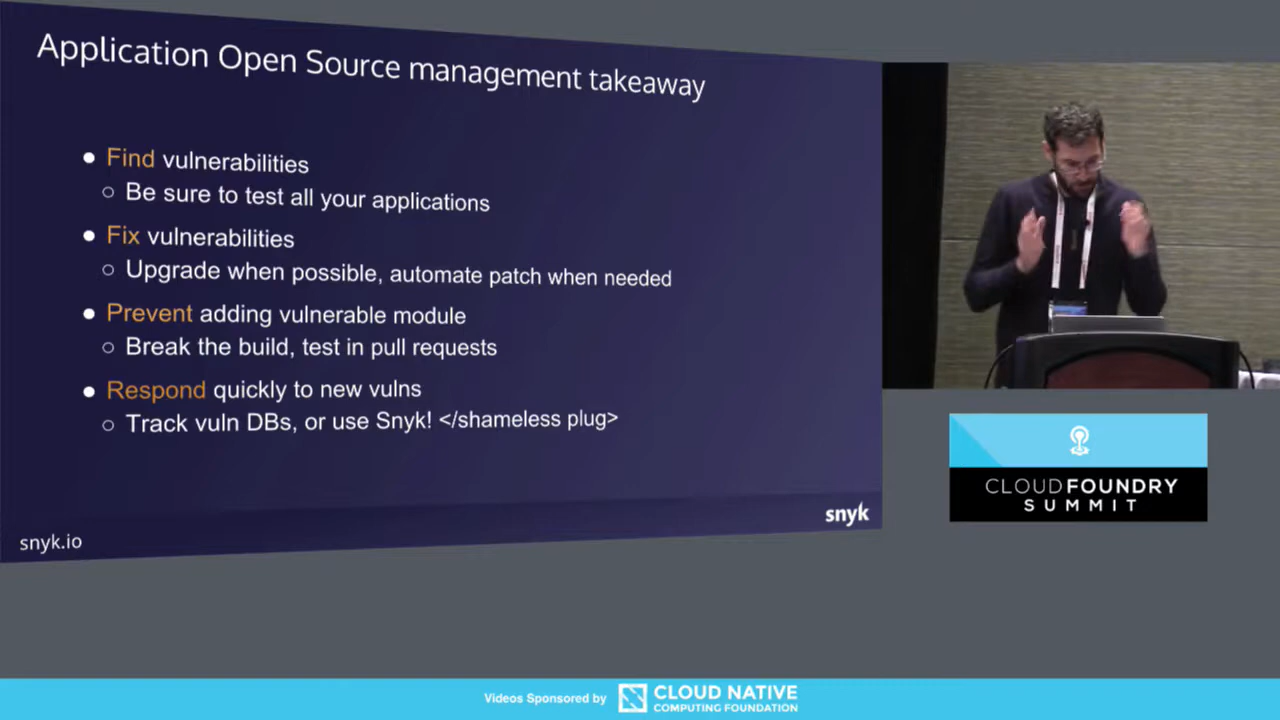 Application Open Source management takeaway
● Find vulnerabilities
○ Be sure to test all your applications
● Fix vulnerabilities
○ Upgrade when possible, automate patch when needed
● Prevent adding vulnerable module
○ Break the build, test in pull requests
● Respond quickly to new vulns
○ Track vuln DBs, or use Snyk! </shameless plug>
snyk.io
snyk
CLOUD FOUNDRY
SUMMIT
Videos Sponsored by
CLOUD NATIVE
COMPUTING FOUNDATION